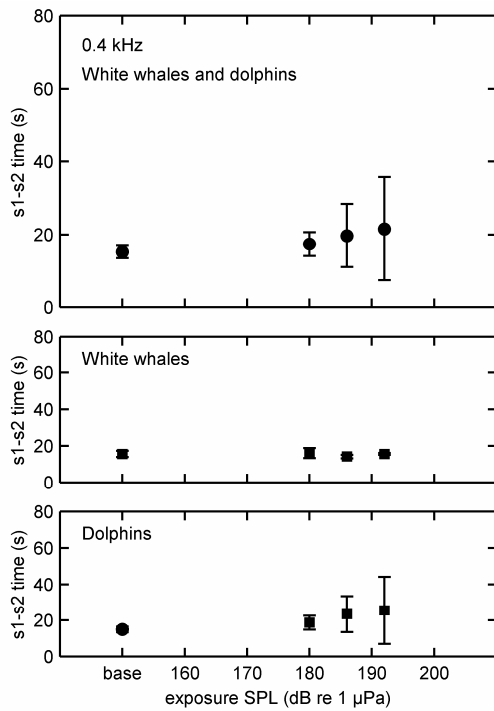 80
0.4 kHz
White whales and dolphins
60
s1-s2 time (s)
40
20
0
80
White whales
60
s1-s2 time (s)
40
20
0
80
Dolphins
60
s1-s2 time (s)
40
20
0
base 160 170 180 190 200
exposure SPL (dB re 1 µPa)